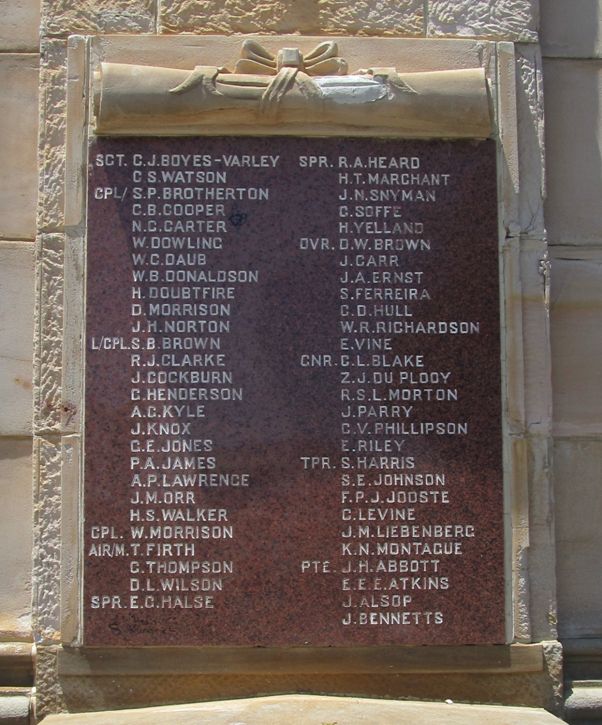 SGT. C.J.BOYES-VARLEY
C S.WATSON
CPL/ S.P.BROTHERTON
C.B.COOPER
N.C.CARTER
W.DOWLING
W.C.DAUB
W.B.DONALDSON
H.DOUBTFIRE
D.MORRISON
J.H.NORTON
L/CPL.S.B.BROWN
R.J.CLARKE
J.COCKBURN
C.HENDERSON
A.G.KYLE
J.KNOX
G.E.JONES
P.A.JAMES
A.P.LAWRENCE
J.M.ORR
H.S.WALKER
CPL. W.MORRISON
AIR/M.T.FIRTH
C.THOMPSON
D.L.WILSON
SPR. E.G.HALSE
SPR. R.A.HEARD
H.T.MARCHANT
J.N.SNYMAN
G.SOFFE
H.YELLAND
DVR. D.W.BROWN
J.CARR
J.A.ERNST
S.FERREIRA
C.D.HULL
W.R.RICHARDSON
E.VINE
GNR. C.L.BLAKE
Z.J.DU PLOOY
R.S.L.MORTON
J.PARRY
C.V.PHILLIPSON
E.RILEY
TPR. S.HARRIS
S.E.JOHNSON
F.P.J.JOOSTE
C.LEVINE
J.M.LIEBENBERG
K.N.MONTAGUE
PTE. J.H.ABBOTT
E.E.E.ATKINS
J.ALSOP
J.BENNETTS